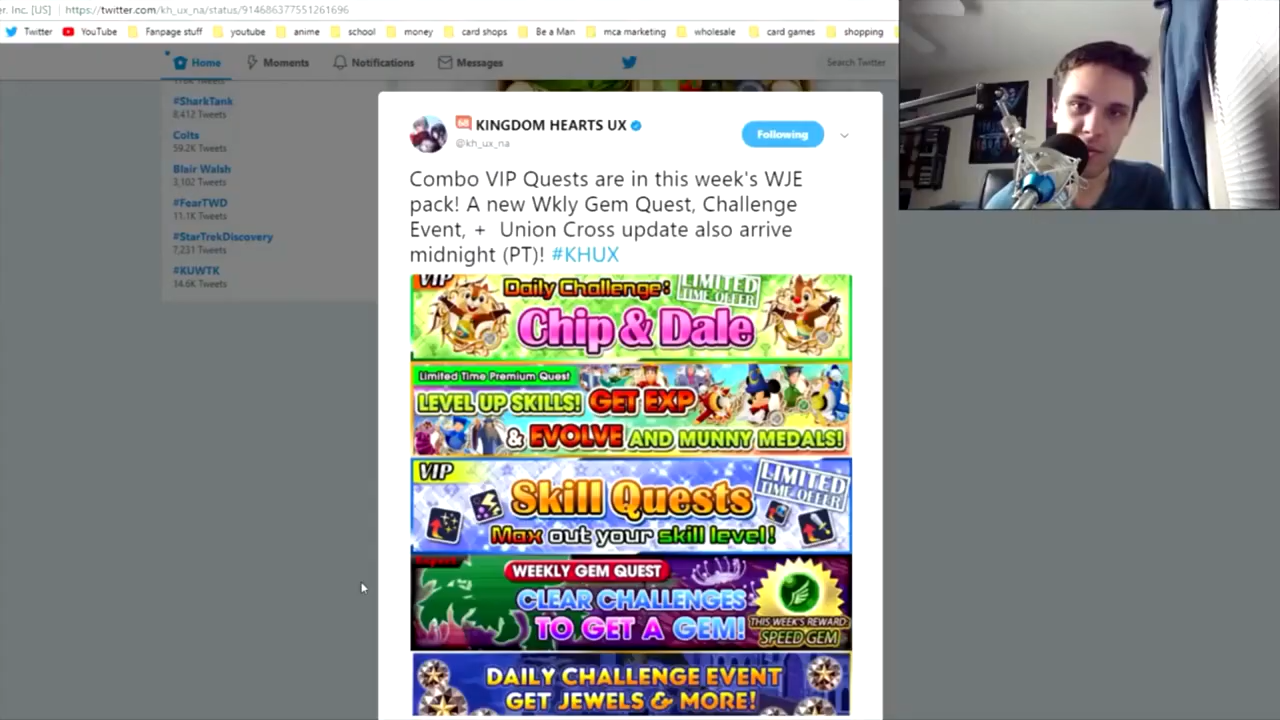 er. Inc. [US]  https://twitter.com/kh_ux_na/status/914686377551261696
Twitter YouTube Fanpage stuff youtube anime school money card shops Be a Man mca marketing wholesale card games shopping
Home Moments Notifications Messages Search Twitter
#SharkTank
8,412 Tweets
Colts
59.2K Tweets
Blair Walsh
3,102 Tweets
#FearTWD
11.1K Tweets
#StarTrekDiscovery
7,231 Tweets
#KUWTK
14.6K Tweets
KINGDOM HEARTS UX
@kh_ux_na
Following
Combo VIP Quests are in this week's WJE
pack! A new Wkly Gem Quest, Challenge
Event, + Union Cross update also arrive
midnight (PT)! #KHUX
VIP
Daily Challenge:
LIMITED
TIME OFFER
Chip & Dale
Limited Time Premium Quest
LEVEL UP SKILLS! GET EXP
& EVOLVE AND MUNNY MEDALS!
VIP
LIMITED
TIME OFFER
Skill Quests
Max out your skill level!
WEEKLY GEM QUEST
CLEAR CHALLENGES
TO GET A GEM!
THIS WEEK'S REWARD:
SPEED GEM
DAILY CHALLENGE EVENT
GET JEWELS & MORE!